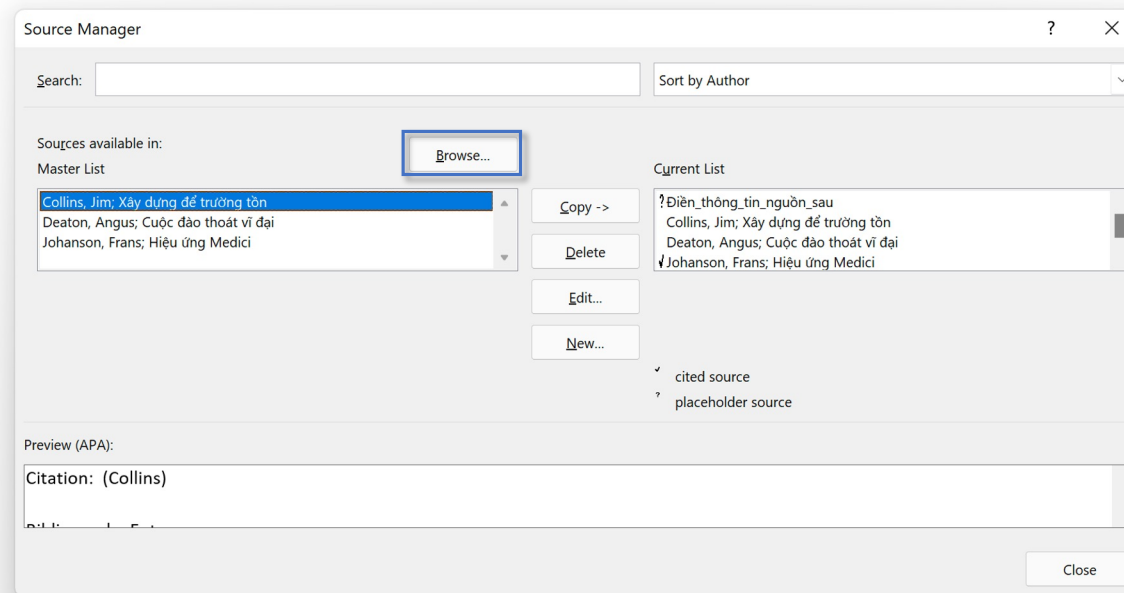 Source Manager
?
Search:
Sort by Author
Sources available in:
Browse...
Master List
Current List
Collins, Jim; Xây dựng để trường tồn
Deaton, Angus; Cuộc đào thoát vĩ đại
Johanson, Frans; Hiệu ứng Medici
Copy ->
Delete
Edit...
New...
? Điền_thông_tin_nguồn_sau
Collins, Jim; Xây dựng để trường tồn
Deaton, Angus; Cuộc đào thoát vĩ đại
✓ Johanson, Frans; Hiệu ứng Medici
✓ cited source
? placeholder source
Preview (APA):
Citation: (Collins)
Close